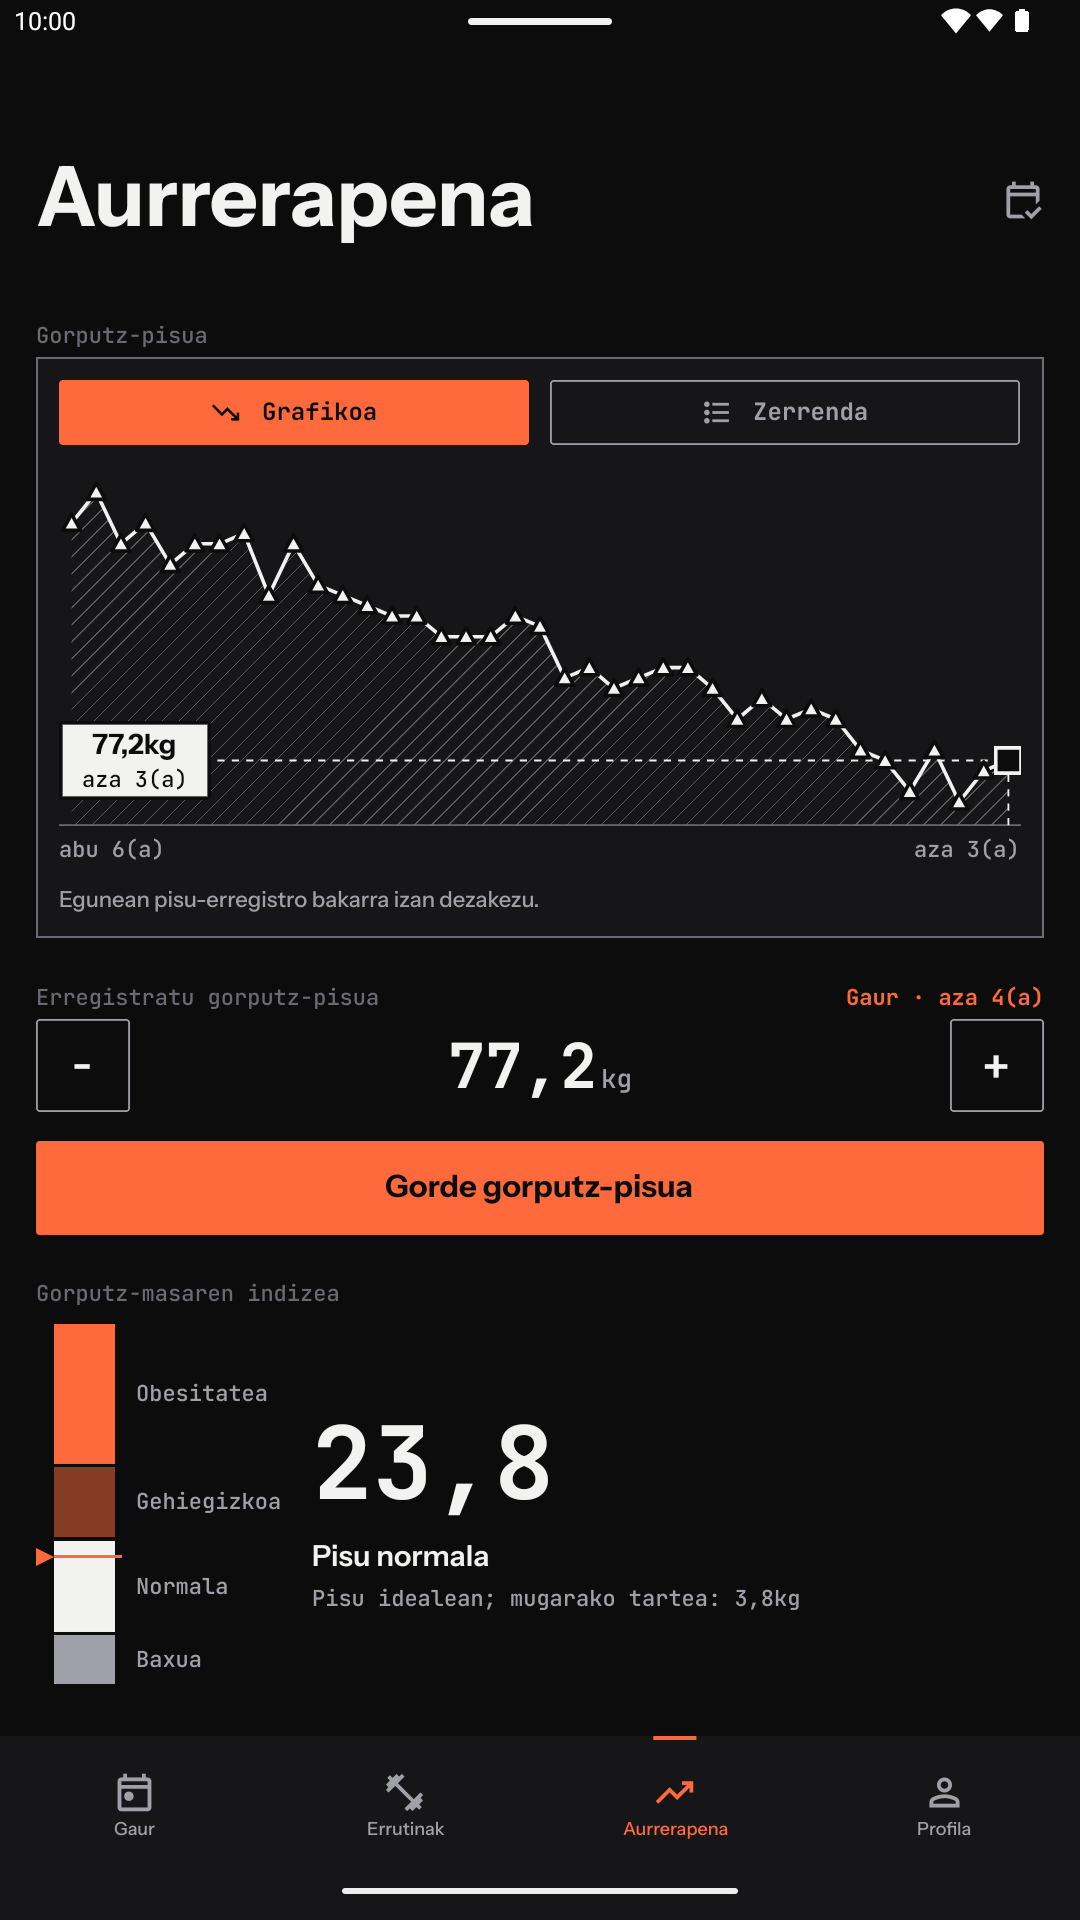 10:00
Aurrerapena
Gorputz-pisua
Grafikoa
Zerrenda
77,2kg
aza 3(a)
abu 6(a)
aza 3(a)
Egunean pisu-erregistro bakarra izan dezakezu.
Erregistratu gorputz-pisua
Gaur · aza 4(a)
-
77,2kg
+
Gorde gorputz-pisua
Gorputz-masaren indizea
Obesitatea
Gehiegizkoa
Normala
Baxua
23,8
Pisu normala
Pisu idealean; mugarako tartea: 3,8kg
Gaur
Errutinak
Aurrerapena
Profila